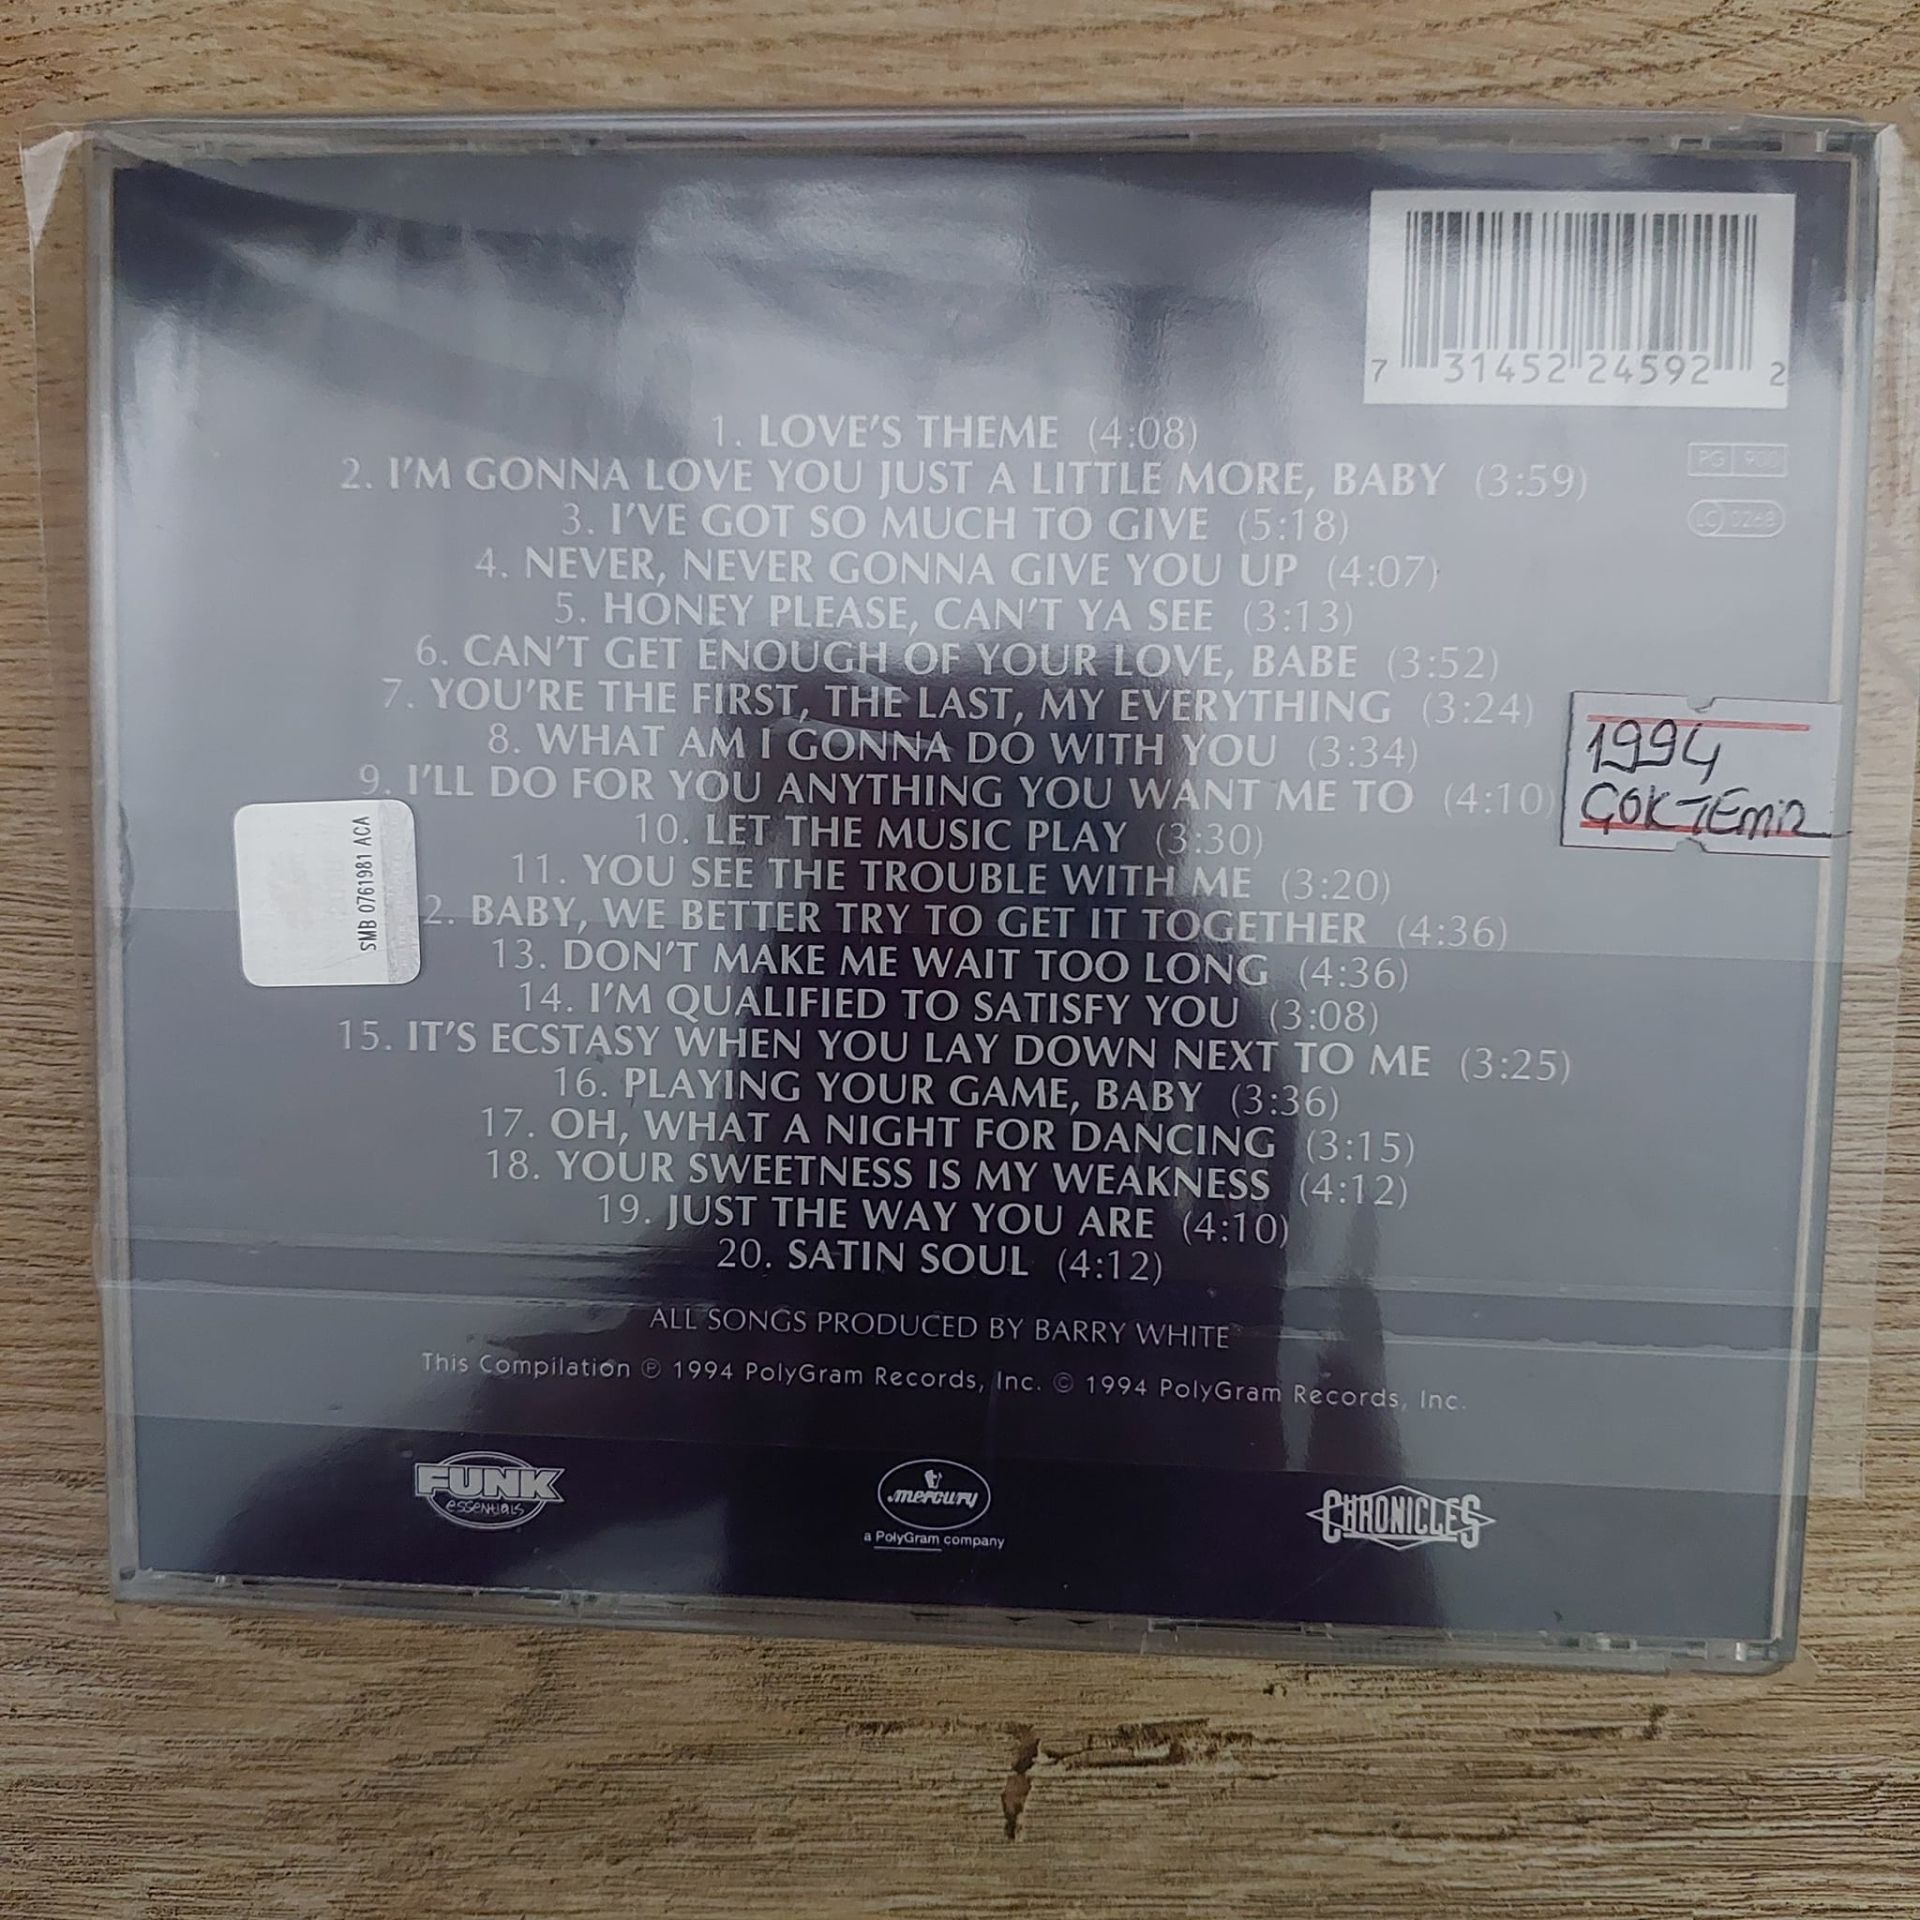 7 31452 24592 2
1. LOVE'S THEME (4:08)
2. I'M GONNA LOVE YOU JUST A LITTLE MORE, BABY (3:59)
3. I'VE GOT SO MUCH TO GIVE (5:18)
4. NEVER, NEVER GONNA GIVE YOU UP (4:07)
5. HONEY PLEASE, CAN'T YA SEE (3:13)
6. CAN'T GET ENOUGH OF YOUR LOVE, BABE (3:52)
7. YOU'RE THE FIRST, THE LAST, MY EVERYTHING (3:24)
8. WHAT AM I GONNA DO WITH YOU (3:34)
9. I'LL DO FOR YOU ANYTHING YOU WANT ME TO (4:10)
10. LET THE MUSIC PLAY (3:30)
11. YOU SEE THE TROUBLE WITH ME (3:20)
2. BABY, WE BETTER TRY TO GET IT TOGETHER (4:36)
13. DON'T MAKE ME WAIT TOO LONG (4:36)
14. I'M QUALIFIED TO SATISFY YOU (3:08)
15. IT'S ECSTASY WHEN YOU LAY DOWN NEXT TO ME (3:25)
16. PLAYING YOUR GAME, BABY (3:36)
17. OH, WHAT A NIGHT FOR DANCING (3:15)
18. YOUR SWEETNESS IS MY WEAKNESS (4:12)
19. JUST THE WAY YOU ARE (4:10)
20. SATIN SOUL (4:12)
PG 900
LC 0268
1994
SMB 0761981 ACA
ALL SONGS PRODUCED BY BARRY WHITE
This Compilation ℗ 1994 PolyGram Records, Inc. © 1994 PolyGram Records, Inc.
FUNK
essentials
mercury
a PolyGram company
CHRONICLES